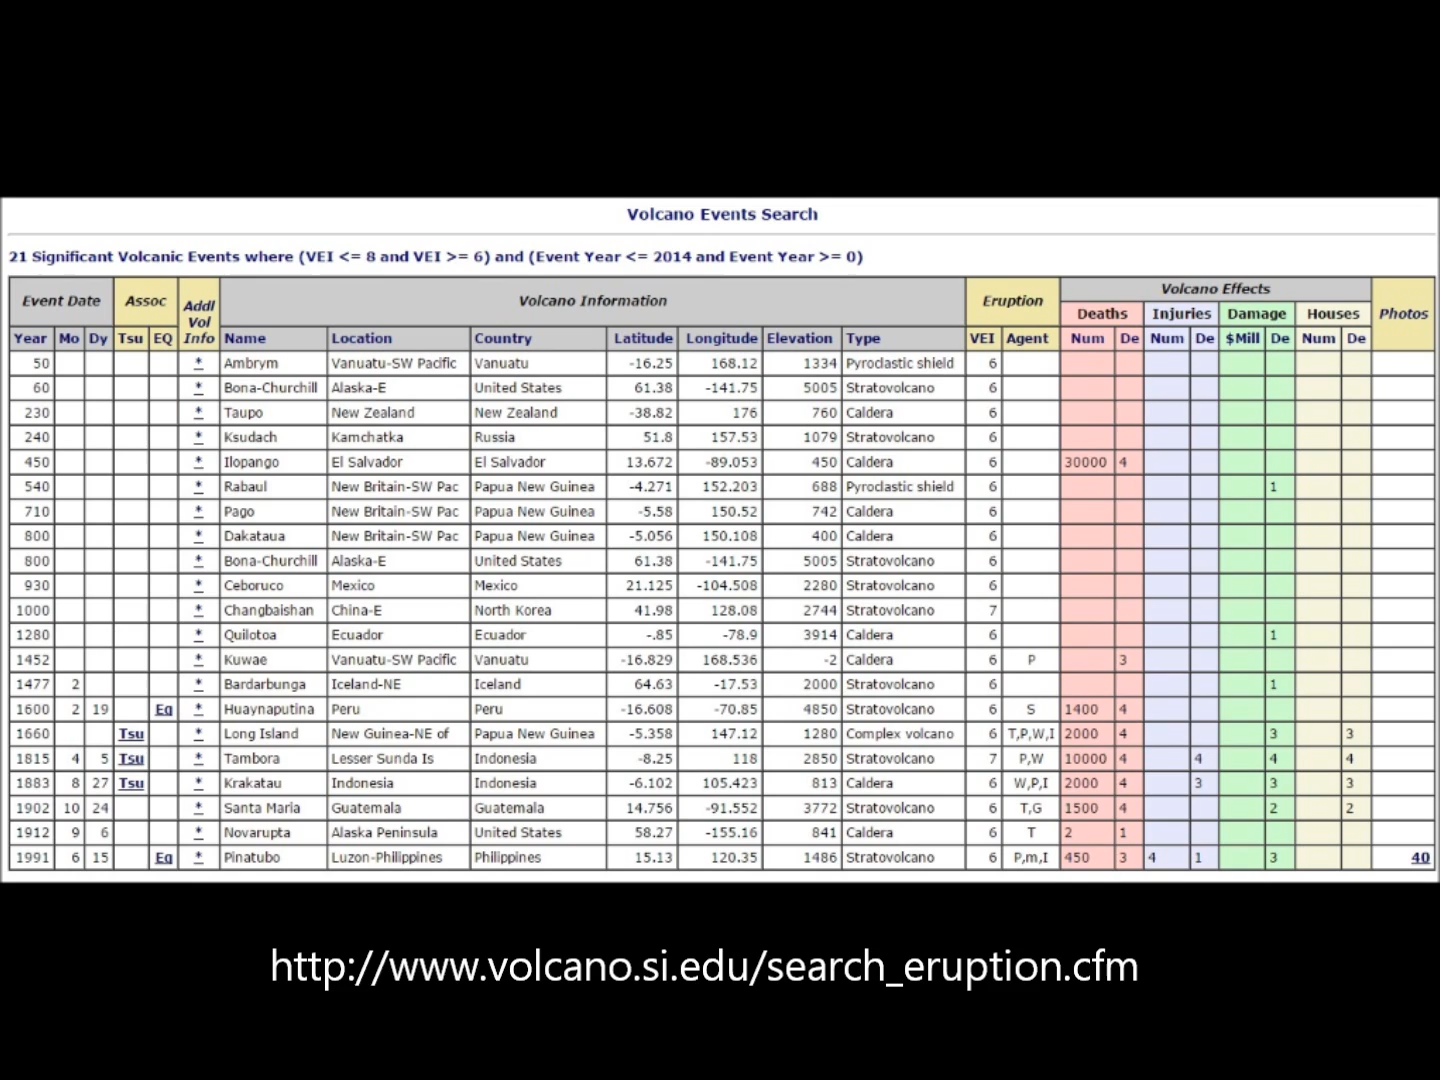 Volcano Events Search
21 Significant Volcanic Events where (VEI <= 8 and VEI >= 6) and (Event Year <= 2014 and Event Year >= 0)
Event Date Assoc Addl Vol Info Volcano Information Eruption Volcano Effects Photos
Deaths Injuries Damage Houses
Year Mo Dy Tsu EQ Name Location Country Latitude Longitude Elevation Type VEI Agent Num De Num De $Mill De Num De
50 * Ambrym Vanuatu-SW Pacific Vanuatu -16.25 168.12 1334 Pyroclastic shield 6
60 * Bona-Churchill Alaska-E United States 61.38 -141.75 5005 Stratovolcano 6
230 * Taupo New Zealand New Zealand -38.82 176 760 Caldera 6
240 * Ksudach Kamchatka Russia 51.8 157.53 1079 Stratovolcano 6
450 * Ilopango El Salvador El Salvador 13.672 -89.053 450 Caldera 6 30000 4
540 * Rabaul New Britain-SW Pac Papua New Guinea -4.271 152.203 688 Pyroclastic shield 6 1
710 * Pago New Britain-SW Pac Papua New Guinea -5.58 150.52 742 Caldera 6
800 * Dakataua New Britain-SW Pac Papua New Guinea -5.056 150.108 400 Caldera 6
800 * Bona-Churchill Alaska-E United States 61.38 -141.75 5005 Stratovolcano 6
930 * Ceboruco Mexico Mexico 21.125 -104.508 2280 Stratovolcano 6
1000 * Changbaishan China-E North Korea 41.98 128.08 2744 Stratovolcano 7
1280 * Quilotoa Ecuador Ecuador -.85 -78.9 3914 Caldera 6 1
1452 * Kuwae Vanuatu-SW Pacific Vanuatu -16.829 168.536 -2 Caldera 6 P 3
1477 2 * Bardarbunga Iceland-NE Iceland 64.63 -17.53 2000 Stratovolcano 6 1
1600 2 19 Eq * Huaynaputina Peru Peru -16.608 -70.85 4850 Stratovolcano 6 S 1400 4
1660 Tsu * Long Island New Guinea-NE of Papua New Guinea -5.358 147.12 1280 Complex volcano 6 T,P,W,I 2000 4 3 3
1815 4 5 Tsu * Tambora Lesser Sunda Is Indonesia -8.25 118 2850 Stratovolcano 7 P,W 10000 4 4 4 4
1883 8 27 Tsu * Krakatau Indonesia Indonesia -6.102 105.423 813 Caldera 6 W,P,I 2000 4 3 3 3
1902 10 24 * Santa Maria Guatemala Guatemala 14.756 -91.552 3772 Stratovolcano 6 T,G 1500 4 2 2
1912 9 6 * Novarupta Alaska Peninsula United States 58.27 -155.16 841 Caldera 6 T 2 1
1991 6 15 Eq * Pinatubo Luzon-Philippines Philippines 15.13 120.35 1486 Stratovolcano 6 P,m,I 450 3 4 1 3 40
http://www.volcano.si.edu/search_eruption.cfm